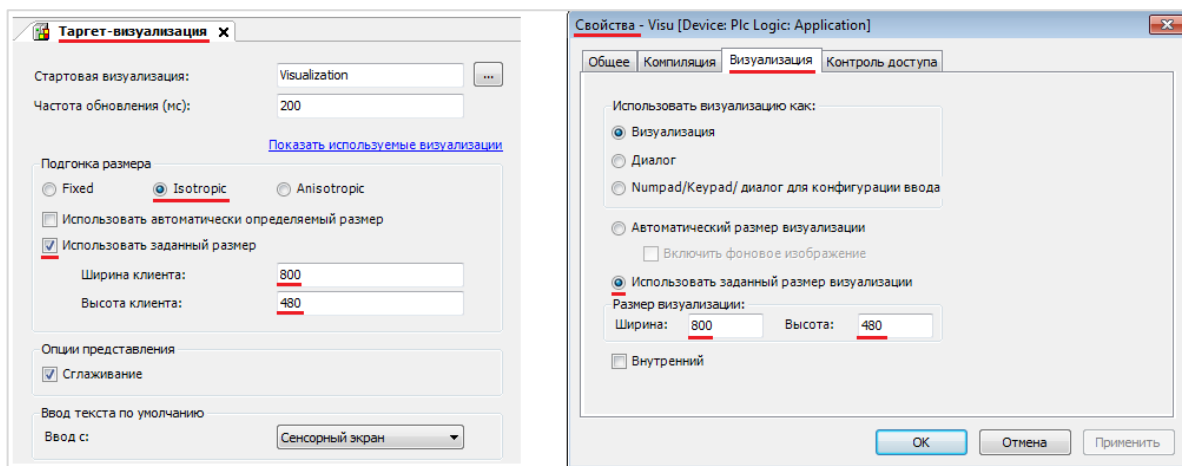 Таргет-визуализация
Стартовая визуализация: Visualization ...
Частота обновления (мс): 200
Показать используемые визуализации
Подгонка размера
Fixed Isotropic Anisotropic
Использовать автоматически определяемый размер
Использовать заданный размер
Ширина клиента: 800
Высота клиента: 480
Опции представления
Сглаживание
Ввод текста по умолчанию
Ввод с: Сенсорный экран
Свойства - Visu [Device: Plc Logic: Application]
Общее Компиляция Визуализация Контроль доступа
Использовать визуализацию как:
Визуализация
Диалог
Numpad/Keypad/ диалог для конфигурации ввода
Автоматический размер визуализации
Включить фоновое изображение
Использовать заданный размер визуализации
Размер визуализации:
Ширина: 800 Высота: 480
Внутренний
OK Отмена Применить